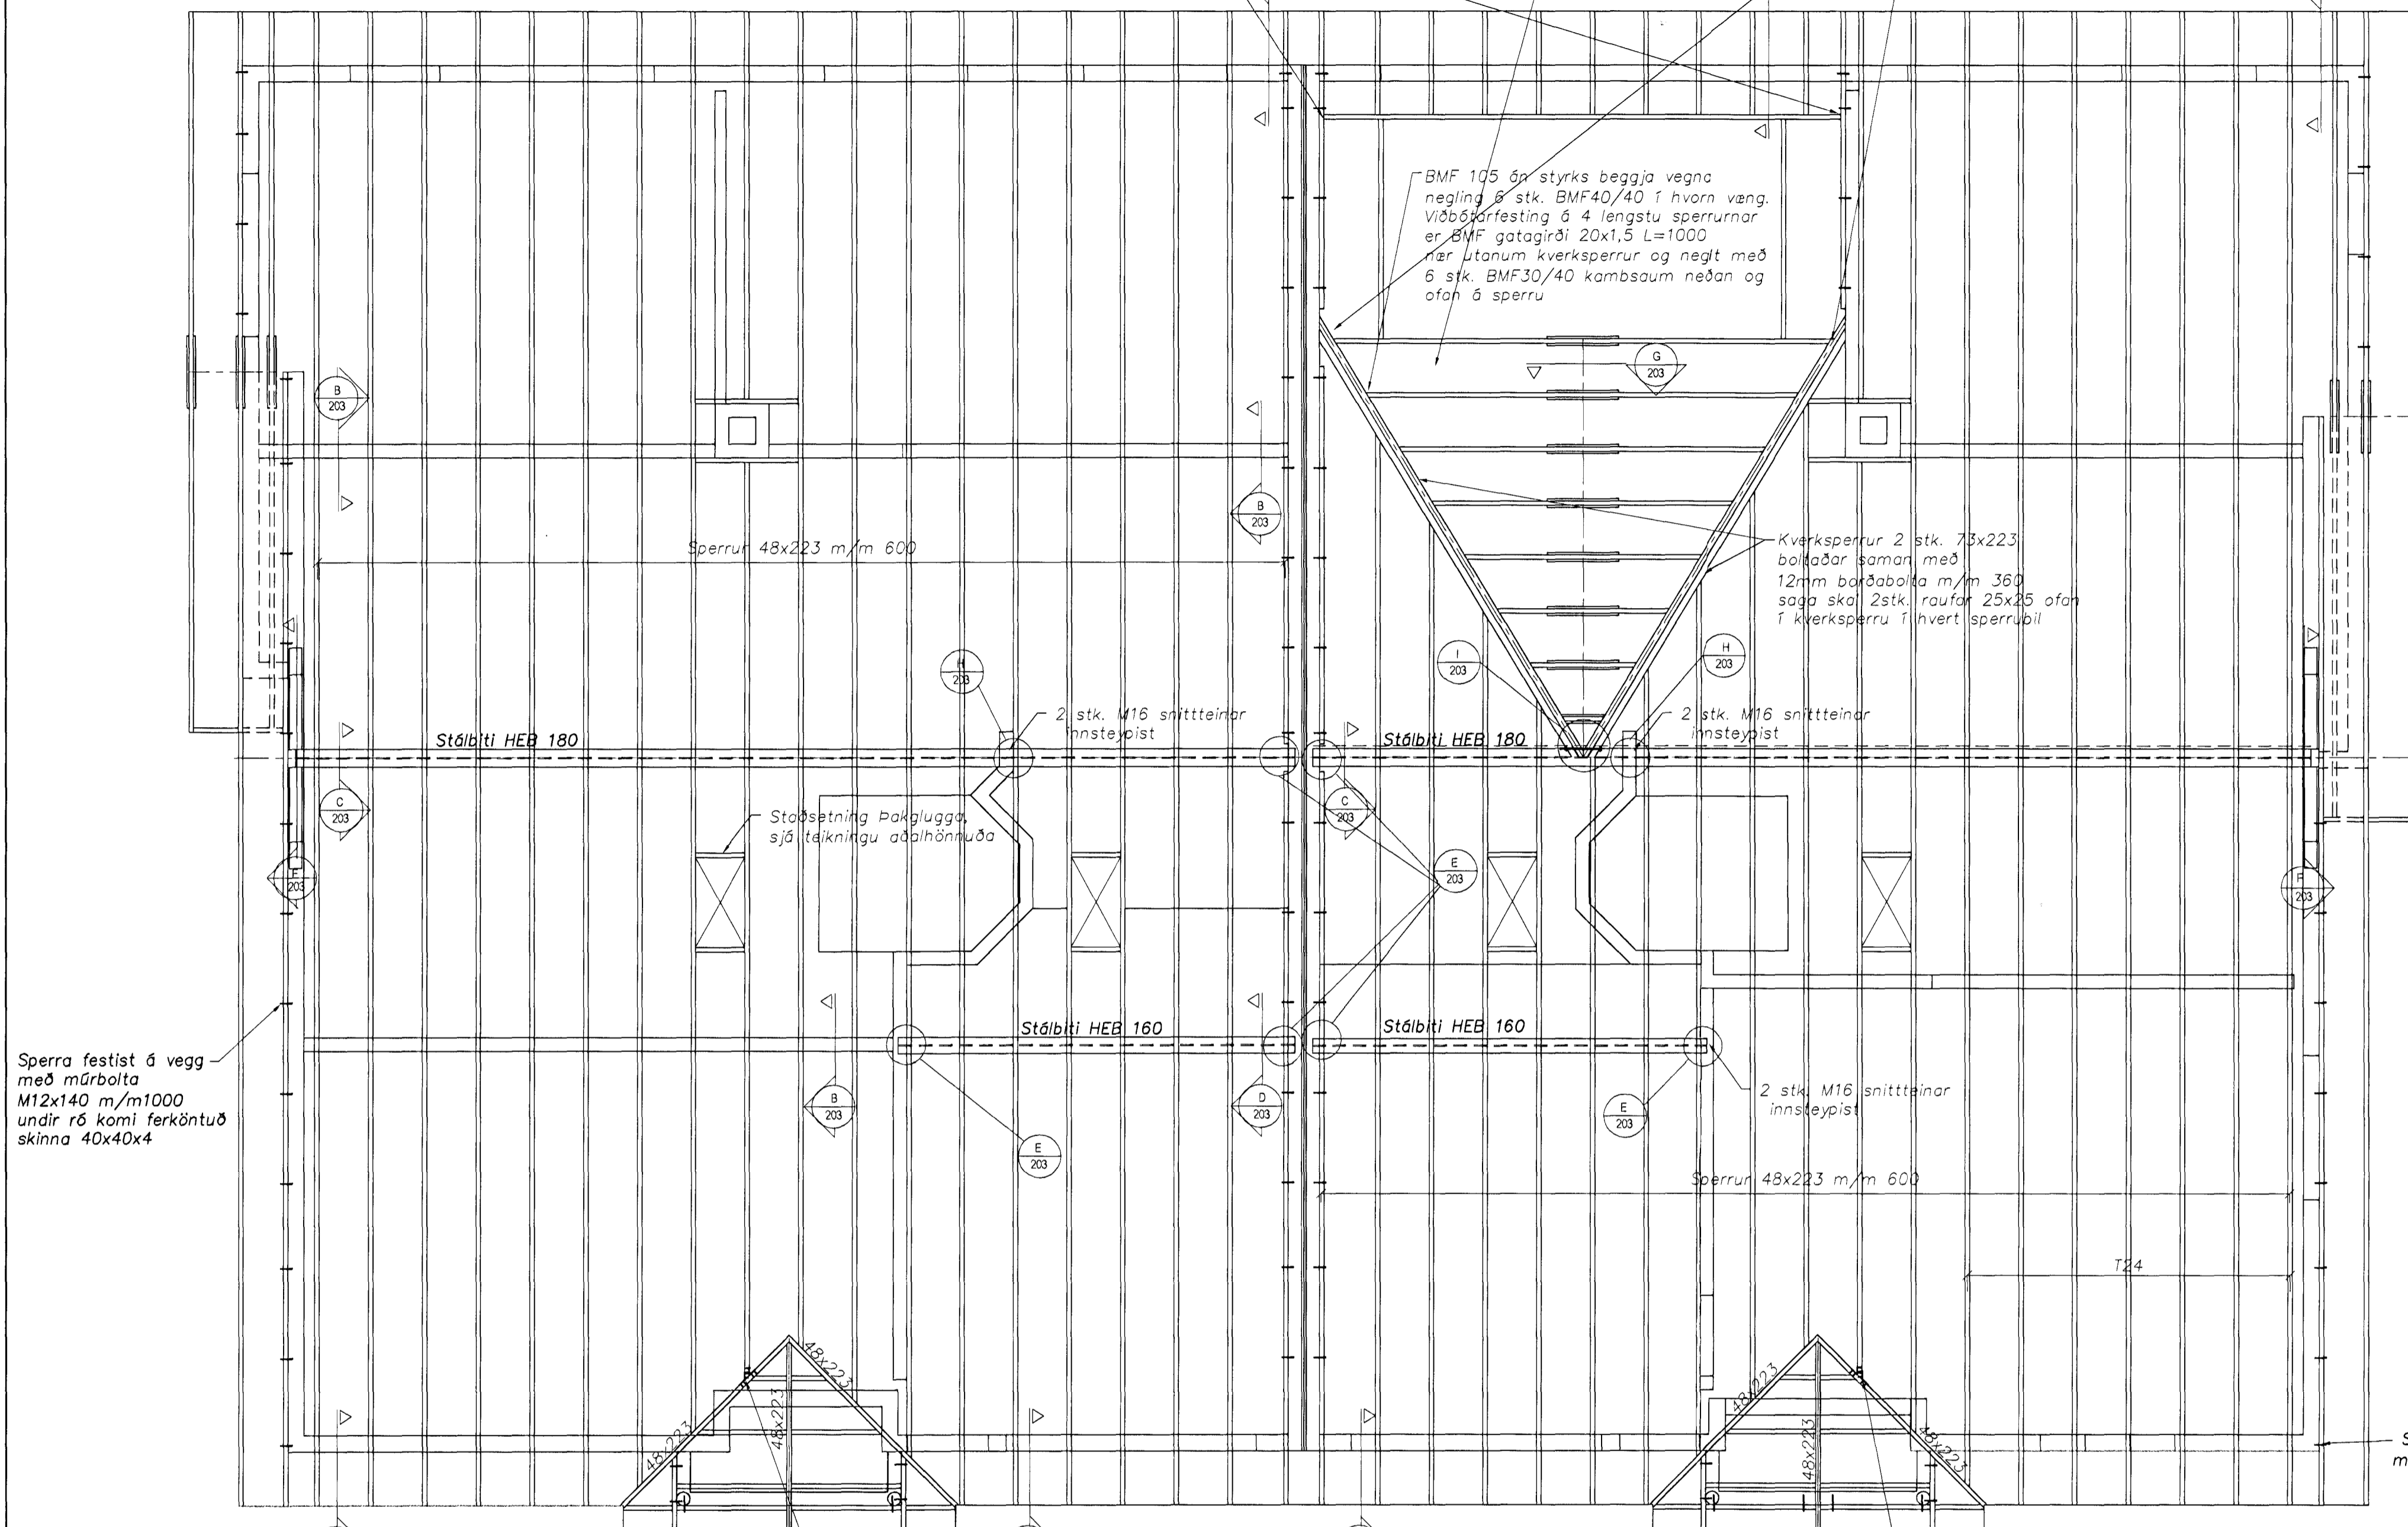 BMF 105 án styrks beggja vegna
negling 6 stk. BMF40/40 í hvorn væng.
Viðbótarfesting á 4 lengstu sperrurnar
er BMF gatagirði 20x1,5 L=1000
nær utanum kverksperrur og neglt með
6 stk. BMF30/40 kambsaum neðan og
ofan á sperru
G
203
B
203
B
203
Sperrur 48x223 m/m 600
Kverksperrur 2 stk. 73x223
boltaðar saman með
12mm borðabolta m/m 360
saga skal 2stk. raufar 25x25 ofan
í kverksperru í hvert sperrubil
H
203
I
203
H
203
2 stk. M16 snittteinar
innsteypist
2 stk. M16 snittteinar
innsteypist
Stálbiti HEB 180
Stálbiti HEB 180
C
203
C
203
Staðsetning Þakglugga,
sjá teikningu aðalhönnuða
F
203
E
203
F
203
Stálbiti HEB 160
Stálbiti HEB 160
Sperra festist á vegg
með múrbolta
M12x140 m/m1000
undir ró komi ferköntuð
skinna 40x40x4
B
203
D
203
E
203
2 stk. M16 snittteinar
innsteypist
E
203
Sperrur 48x223 m/m 600
T24
48x223
48x223
48x223
48x223
48x223
48x223
S
m